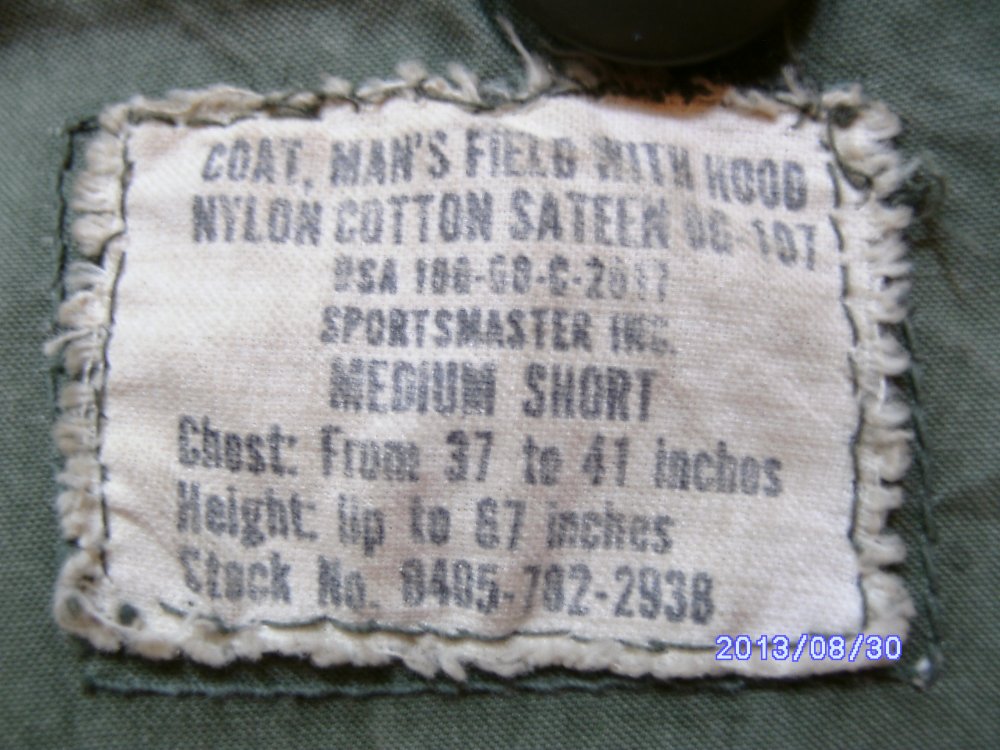 COAT, MAN'S FIELD WITH HOOD
NYLON COTTON SATEEN OG-107
DSA 100-68-C-2017
SPORTSMASTER INC.
MEDIUM SHORT
Chest: From 37 to 41 inches
Height: Up to 67 inches
Stock No. 8405-782-2938
2013/08/30